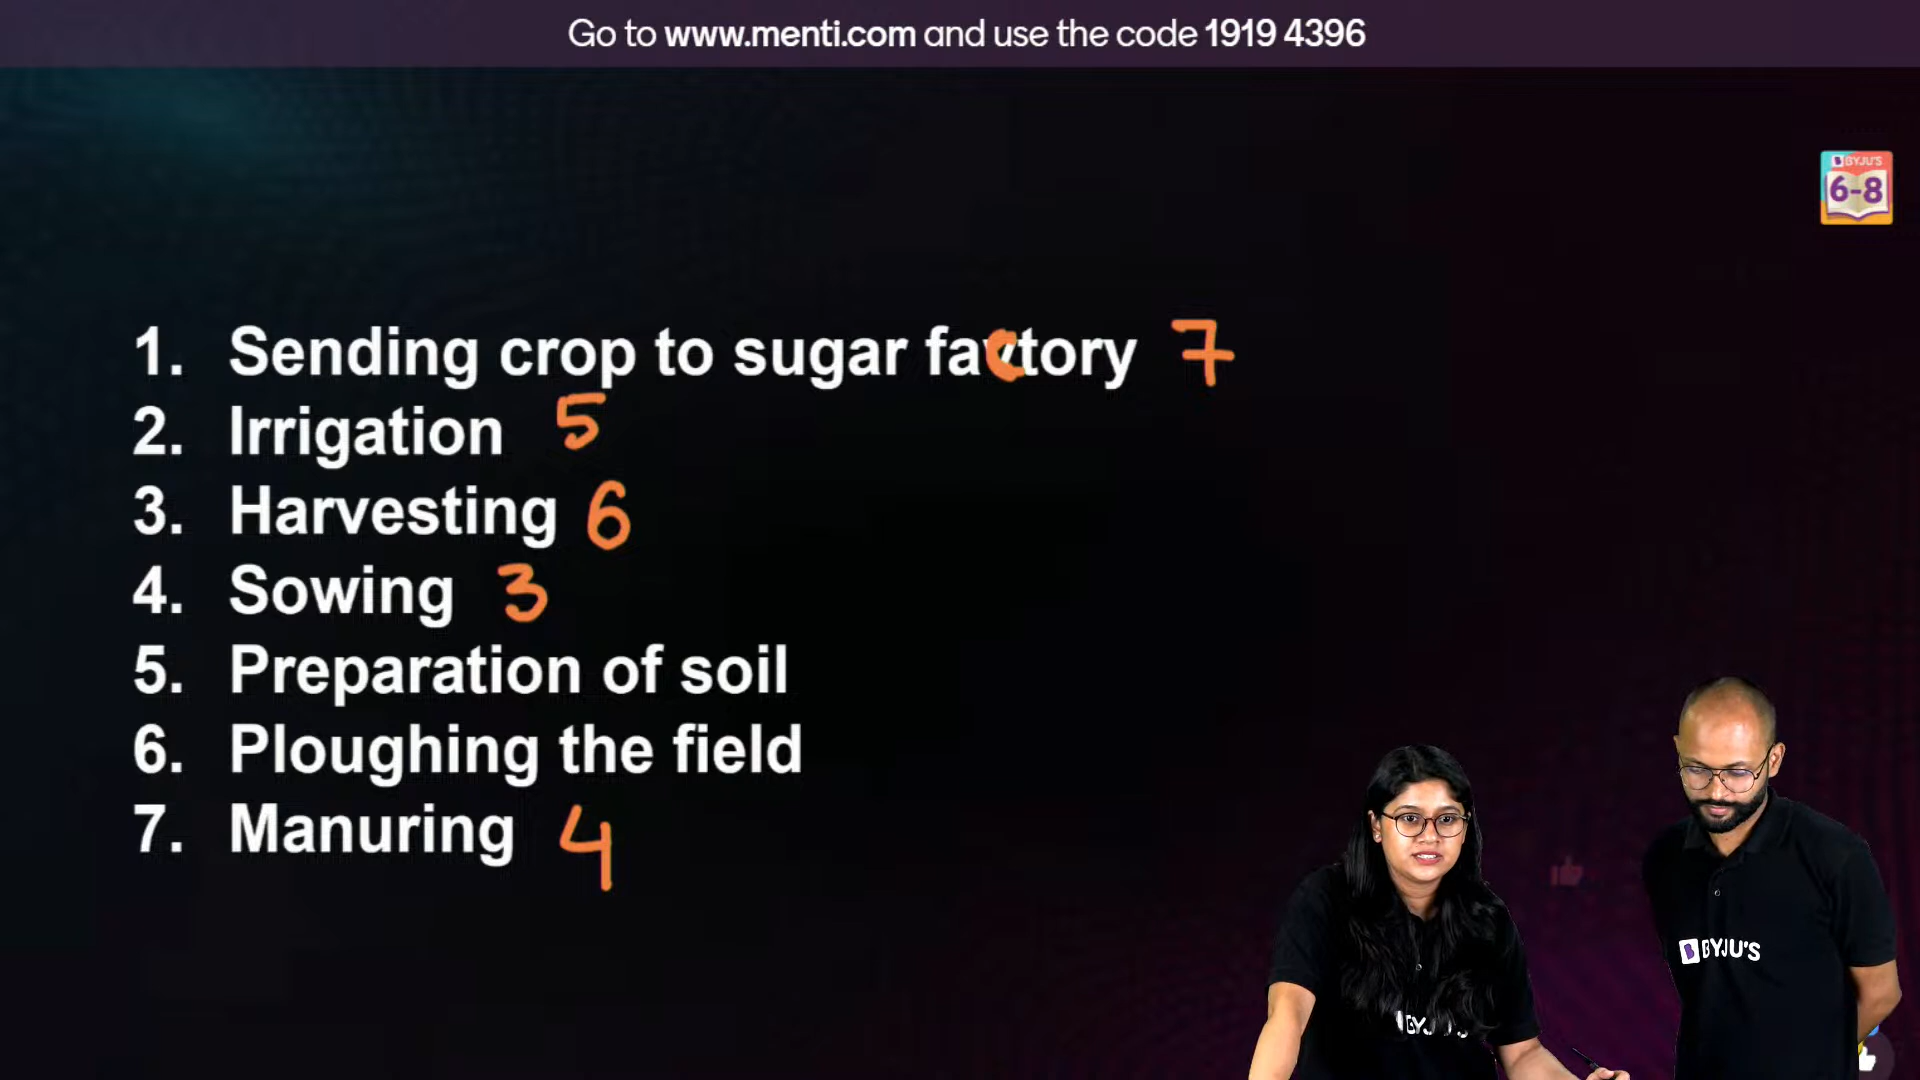 Go to www.menti.com and use the code 1919 4396
BYJU'S
6-8
1. Sending crop to sugar factory 7
2. Irrigation 5
3. Harvesting 6
4. Sowing 3
5. Preparation of soil
6. Ploughing the field
7. Manuring 4
BYJU'S